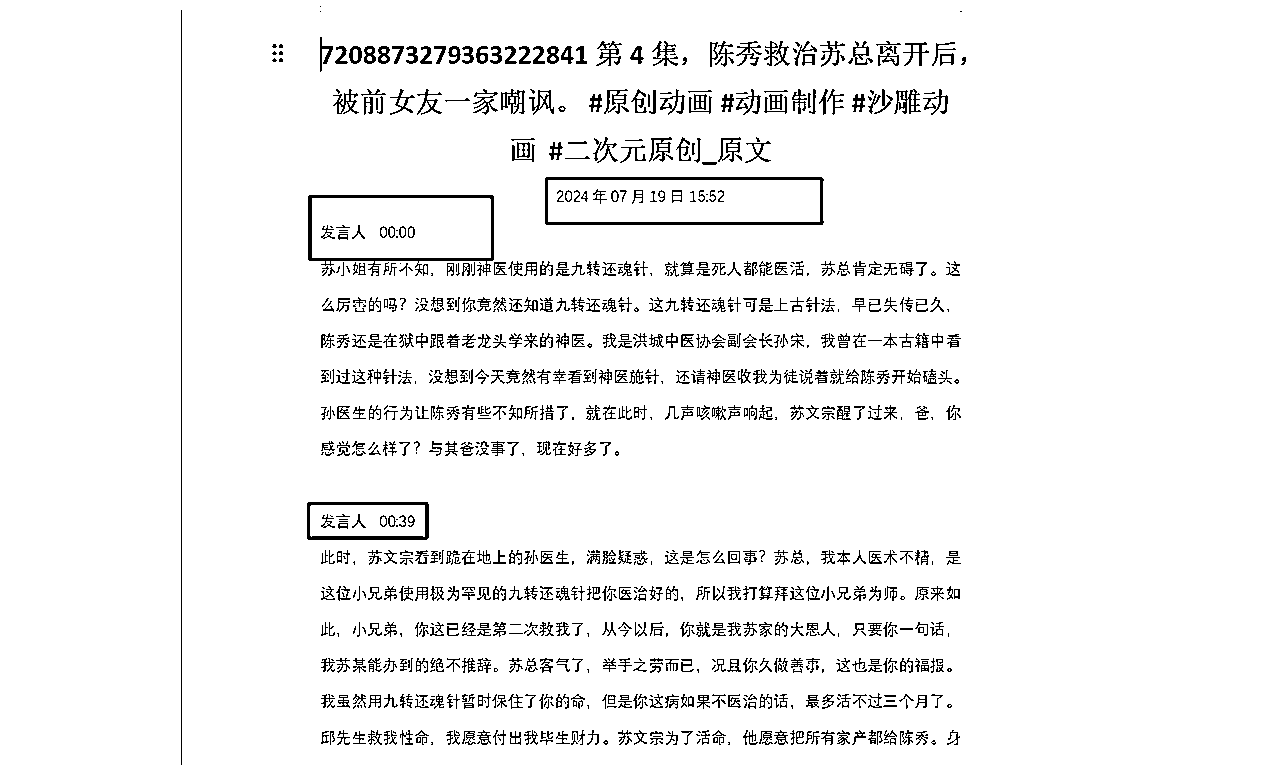 7208873279363222841 第 4 集，陈秀救治苏总离开后，
被前女友一家嘲讽。 #原创动画 #动画制作 #沙雕动
画 #二次元原创_原文
2024 年 07 月 19 日 15:52
发言人 00:00
苏小姐有所不知，刚刚神医使用的是九转还魂针，就算是死人都能医活，苏总肯定无碍了。这
么厉害的吗？没想到你竟然还知道九转还魂针。这九转还魂针可是上古针法，早已失传已久，
陈秀还是在狱中跟着老龙头学来的神医。我是洪城中医协会副会长孙宋，我曾在一本古籍中看
到过这种针法，没想到今天竟然有幸看到神医施针，还请神医收我为徒说着就给陈秀开始磕头。
孙医生的行为让陈秀有些不知所措了，就在此时，几声咳嗽声响起，苏文宗醒了过来，爸，你
感觉怎么样了？与其爸没事了，现在好多了。
发言人 00:39
此时，苏文宗看到跪在地上的孙医生，满脸疑惑，这是怎么回事？苏总，我本人医术不精，是
这位小兄弟使用极为罕见的九转还魂针把你医治好的，所以我打算拜这位小兄弟为师。原来如
此，小兄弟，你这已经是第二次救我了，从今以后，你就是我苏家的大恩人，只要你一句话，
我苏某能办到的绝不推辞。苏总客气了，举手之劳而已，况且你久做善事，这也是你的福报。
我虽然用九转还魂针暂时保住了你的命，但是你这病如果不医治的话，最多活不过三个月了。
邱先生救我性命，我愿意付出我毕生财力。苏文宗为了活命，他愿意把所有家产都给陈秀。身